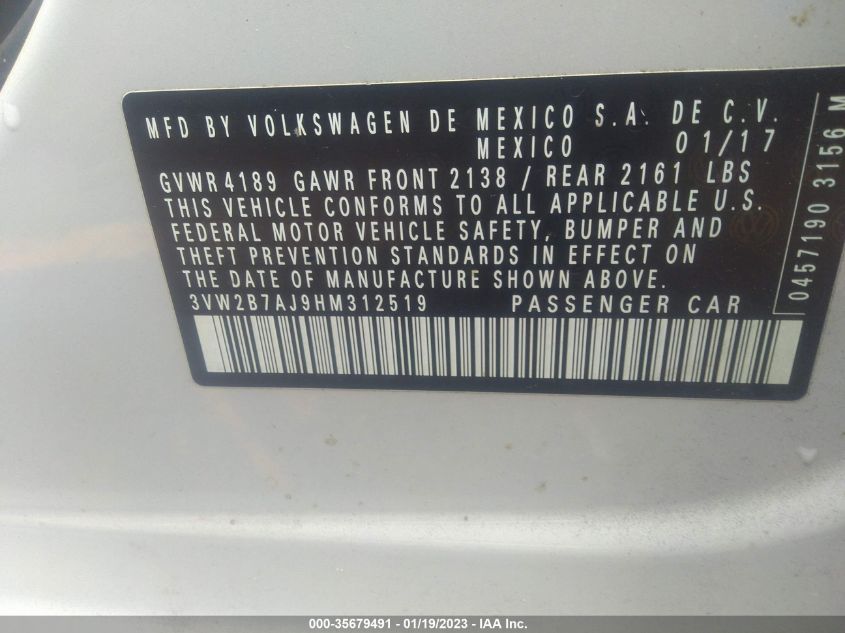 MFD BY VOLKSWAGEN DE MEXICO S.A. DE C.V.
MEXICO 01/17
GVWR 4189 GAWR FRONT 2138 / REAR 2161 LBS
THIS VEHICLE CONFORMS TO ALL APPLICABLE U.S.
FEDERAL MOTOR VEHICLE SAFETY, BUMPER AND
THEFT PREVENTION STANDARDS IN EFFECT ON
THE DATE OF MANUFACTURE SHOWN ABOVE.
3VW2B7AJ9HM312519 PASSENGER CAR
0457190 3156 M
000-35679491 - 01/19/2023 - IAA Inc.